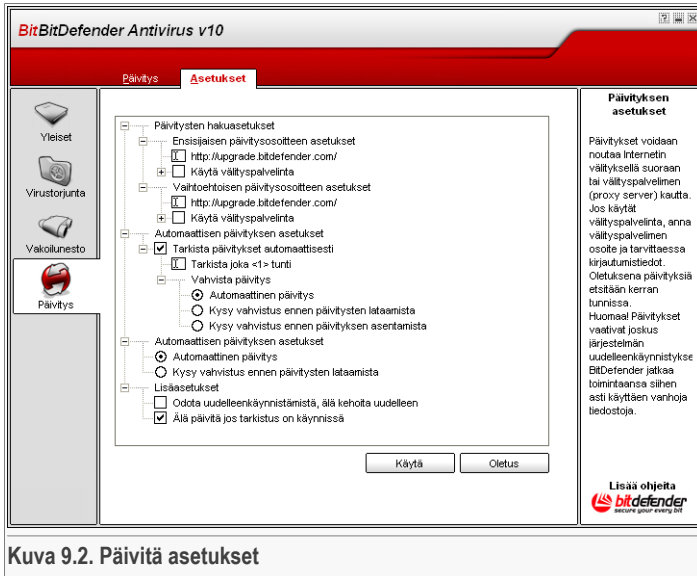 BitBitDefender Antivirus v10
Päivitys
Asetukset
Yleiset
Virustorjunta
Vakoilunesto
Päivitys
Päivitysten hakuasetukset
Ensisijaisen päivitysosoitteen asetukset
http://upgrade.bitdefender.com/
Käytä välityspalvelinta
Vaihtoehtoisen päivitysosoitteen asetukset
http://upgrade.bitdefender.com/
Käytä välityspalvelinta
Automaattisen päivityksen asetukset
Tarkista päivitykset automaattisesti
Tarkista joka <1> tunti
Vahvista päivitys
Automaattinen päivitys
Kysy vahvistus ennen päivitysten lataamista
Kysy vahvistus ennen päivityksen asentamista
Automaattisen päivityksen asetukset
Automaattinen päivitys
Kysy vahvistus ennen päivitysten lataamista
Lisäasetukset
Odota uudelleenkäynnistämistä, älä kehoita uudelleen
Älä päivitä jos tarkistus on käynnissä
Käytä
Oletus
Päivityksen
asetukset
Päivitykset voidaan
noutaa Internetin
välityksellä suoraan
tai välityspalvelimen
(proxy server) kautta.
Jos käytät
välityspalvelinta, anna
välityspalvelimen
osoite ja tarvittaessa
kirjautumistiedot.
Oletuksena päivityksiä
etsitään kerran
tunnissa.
Huomaa! Päivitykset
vaativat joskus
järjestelmän
uudelleenkäynnistykse
BitDefender jatkaa
toimintaansa siihen
asti käyttäen vanhoja
tiedostoja.
Lisää ohjeita
bitdefender
secure your every bit
Kuva 9.2. Päivitä asetukset